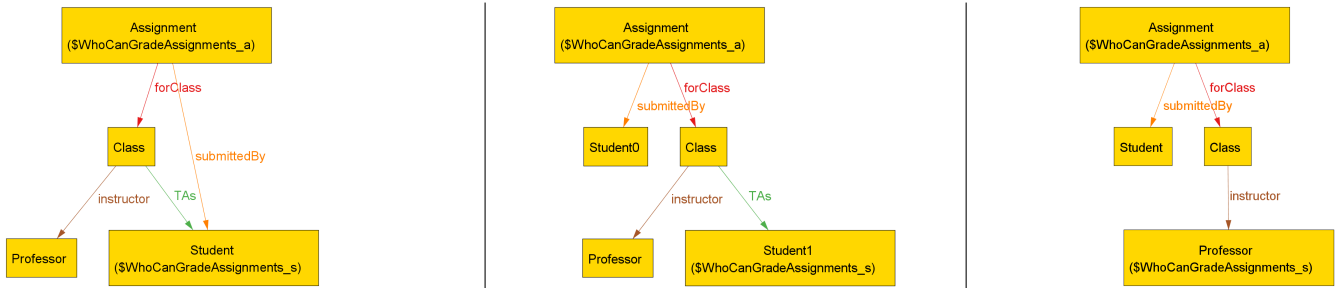 Assignment
($WhoCanGradeAssignments_a)
forClass
submittedBy
Class
instructor
TAs
Professor
Student
($WhoCanGradeAssignments_s)
Assignment
($WhoCanGradeAssignments_a)
forClass
submittedBy
Student0
Class
instructor
TAs
Professor
Student1
($WhoCanGradeAssignments_s)
Assignment
($WhoCanGradeAssignments_a)
forClass
submittedBy
Student
Class
instructor
Professor
($WhoCanGradeAssignments_s)